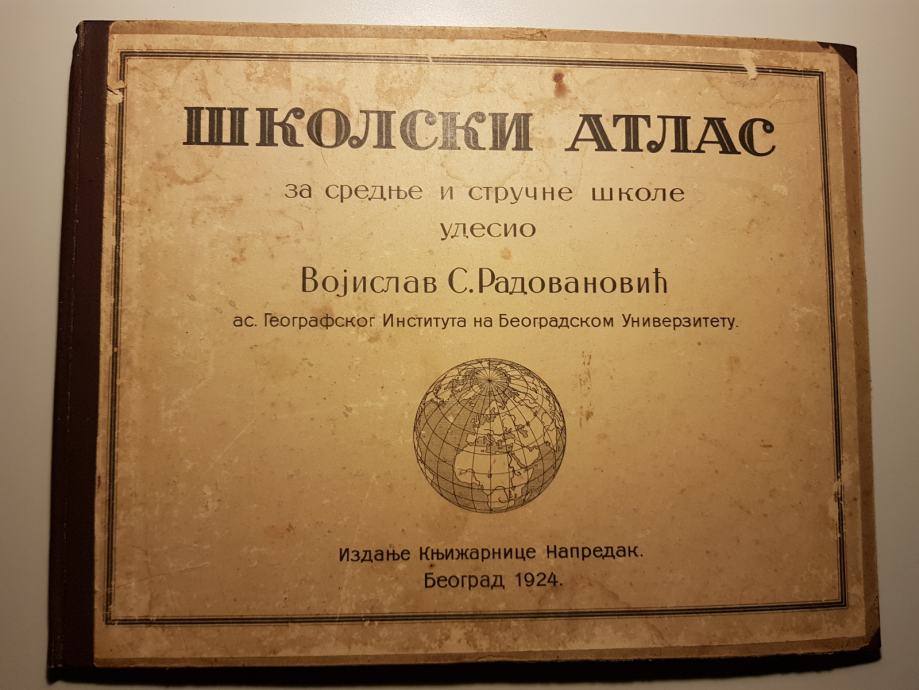 ШКОЛСКИ АТЛАС
за средње и стручне школе
удесио
Војислав С. Радовановић
ас. Географског Института на Београдском Универзитету.
Издање Књижарнице Напредак.
Београд 1924.